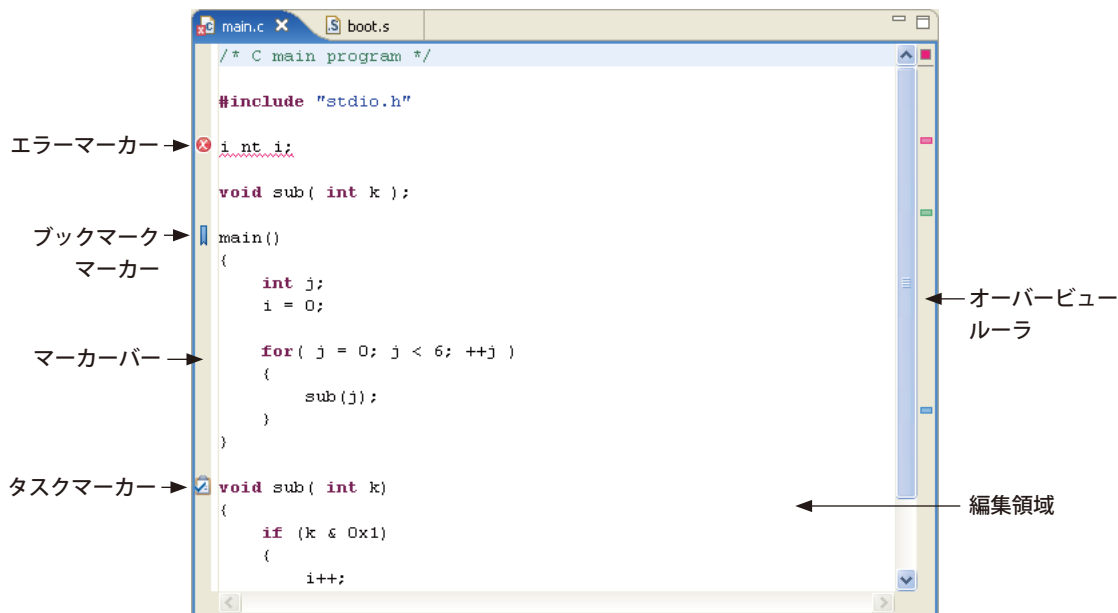 main.c
boot.s
/* C main program */
#include "stdio.h"
エラーマーカー
i nt i;
void sub( int k );
ブックマーク
マーカー
main()
{
int j;
i = 0;
オーバービュー
ルーラ
マーカーバー
for( j = 0; j < 6; ++j )
{
sub(j);
}
}
タスクマーカー
void sub( int k)
編集領域
{
if (k & 0x1)
{
i++;